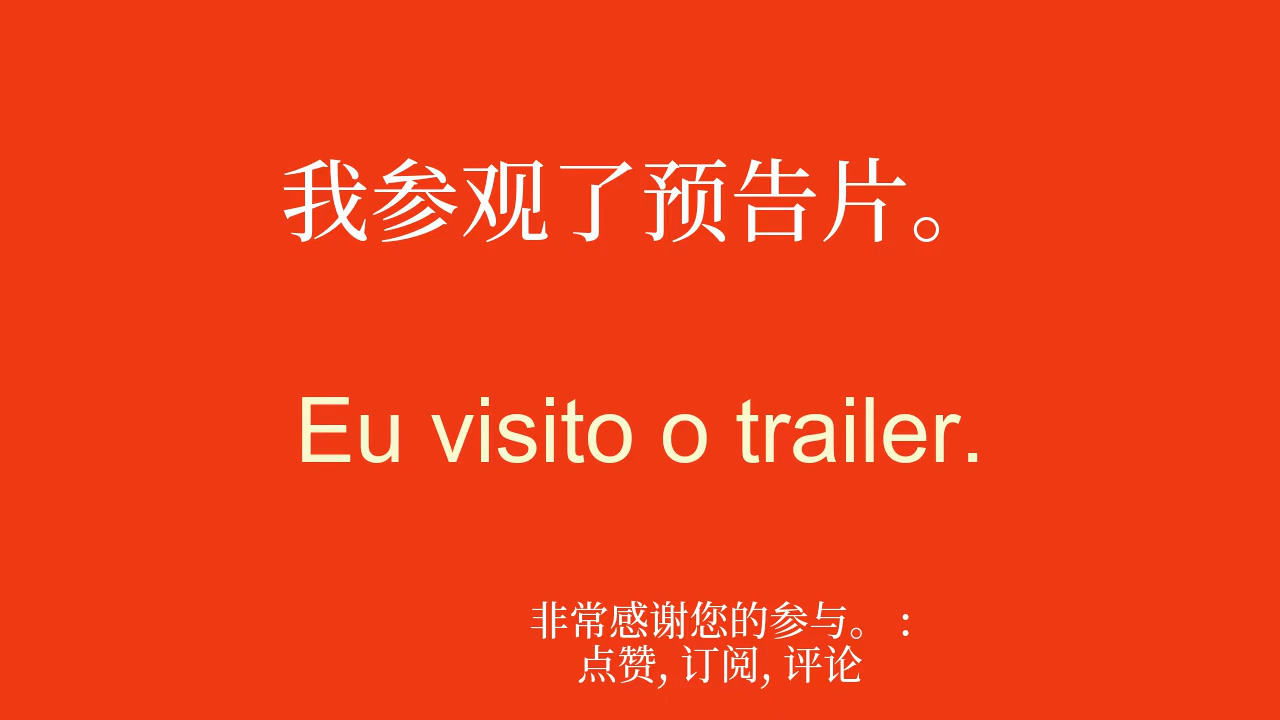 我参观了预告片。
Eu visito o trailer.
非常感谢您的参与。 :
点赞, 订阅, 评论